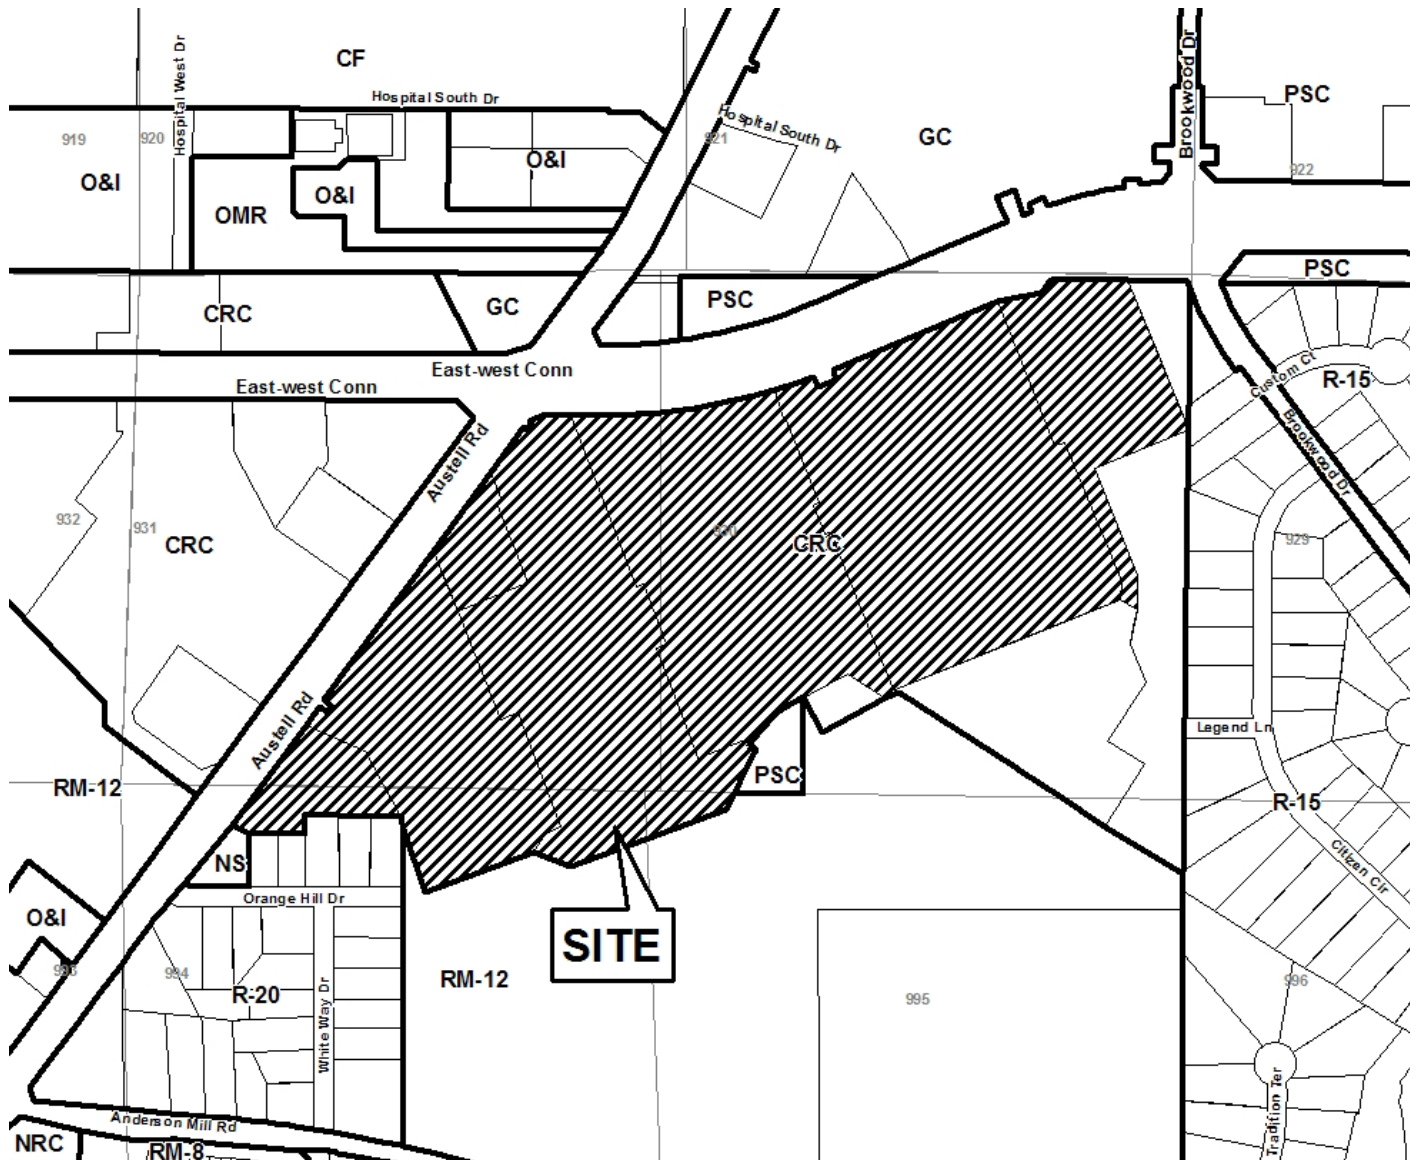 CF
Hospital West Dr
Hospital South Dr
Brookwood Dr
PSC
919
920
Hospital South Dr
921
GC
922
O&I
O&I
O&I
OMR
PSC
CRC
GC
PSC
East-west Conn
East-west Conn
Custom Ct
R-15
Brookwood Dr
Austell Rd
932
931
CRC
930
CRC
929
Austell Rd
Legend Ln
RM-12
PSC
R-15
NS
Citizen Cir
Orange Hill Dr
O&I
SITE
993
994
R-20
White Way Dr
RM-12
995
996
Anderson Mill Rd
Tradition Ter
NRC
RM-8